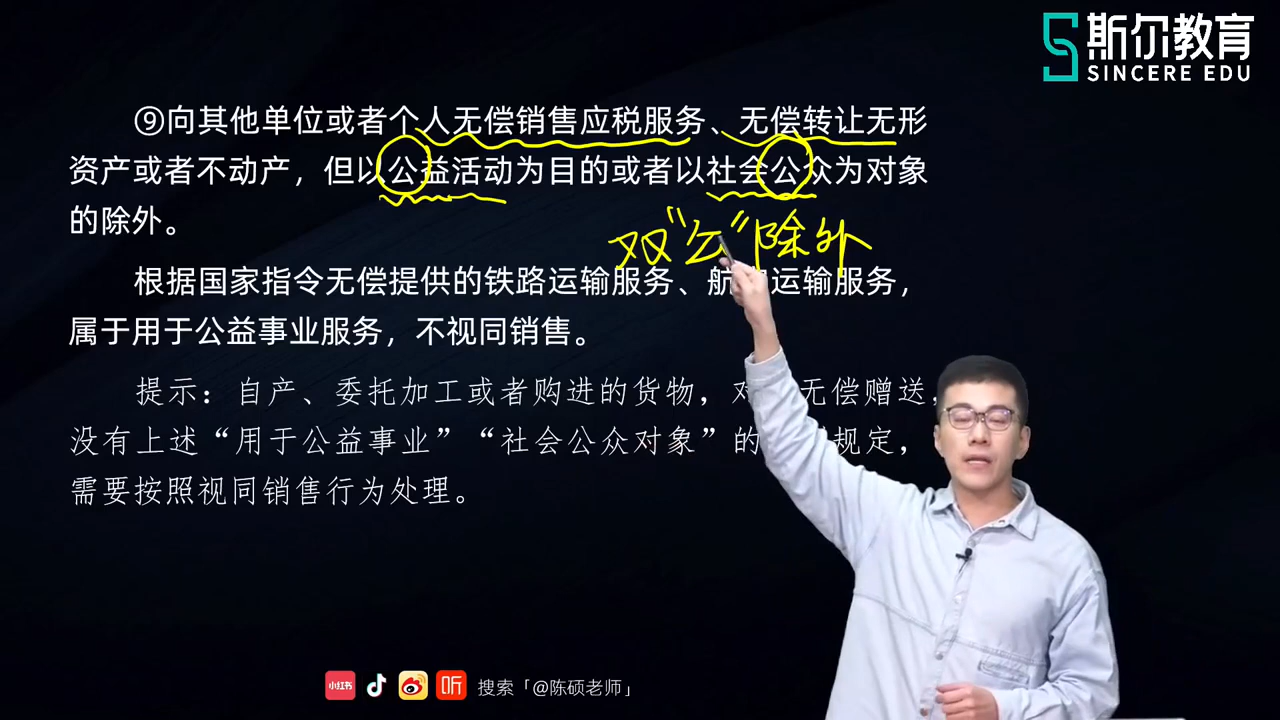 斯尔教育
SINCERE EDU
⑨向其他单位或者个人无偿销售应税服务、无偿转让无形
资产或者不动产，但以公益活动为目的或者以社会公众为对象
的除外。
双“公”除外
根据国家指令无偿提供的铁路运输服务、航 运输服务，
属于用于公益事业服务，不视同销售。
提示：自产、委托加工或者购进的货物，对 无偿赠送，
没有上述“用于公益事业”“社会公众对象”的 规定，
需要按照视同销售行为处理。
小红书
听
搜索「@陈硕老师」